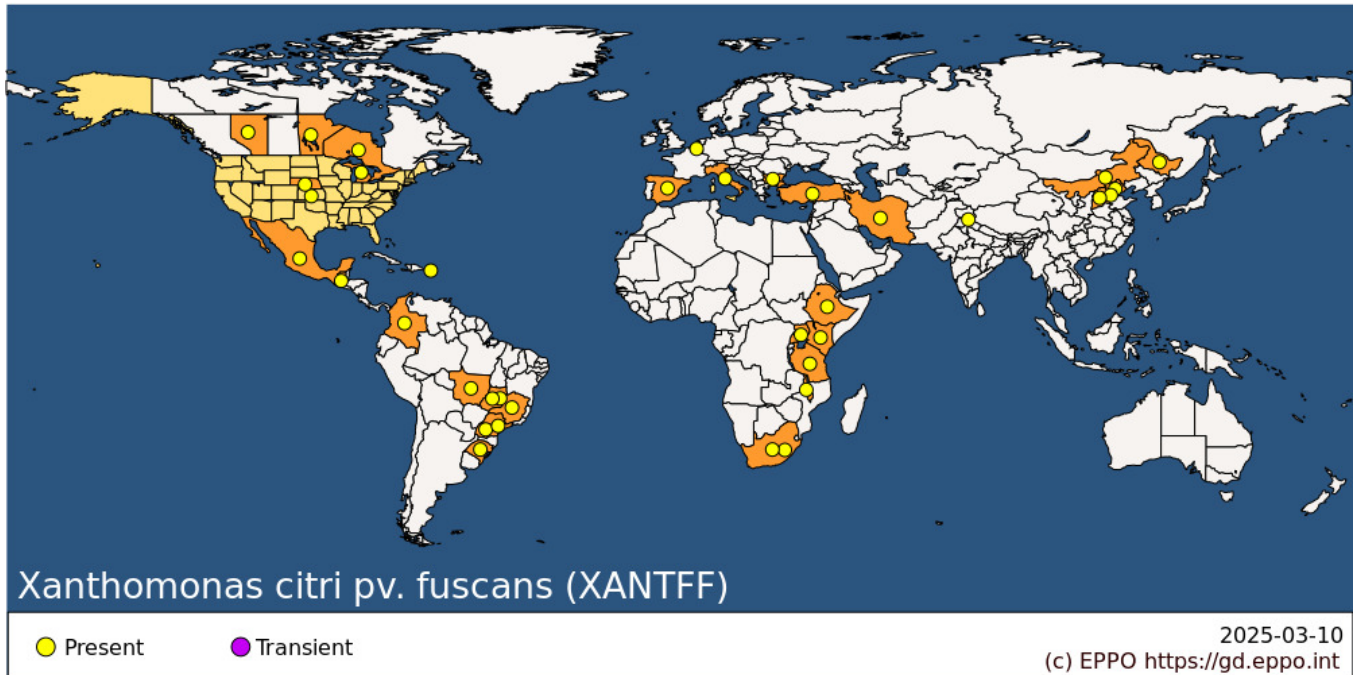 Xanthomonas citri pv. fuscans (XANTFF)
Present
Transient
2025-03-10
(c) EPPO https://gd.eppo.int